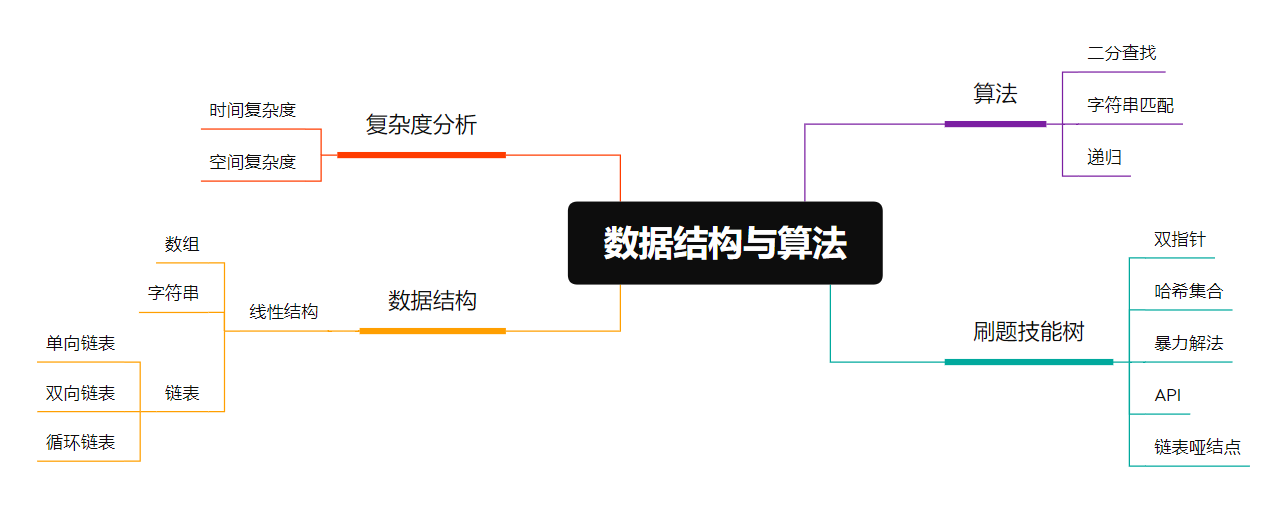 数据结构与算法
复杂度分析
时间复杂度
空间复杂度
数据结构
线性结构
数组
字符串
链表
单向链表
双向链表
循环链表
算法
二分查找
字符串匹配
递归
刷题技能树
双指针
哈希集合
暴力解法
API
链表哑结点